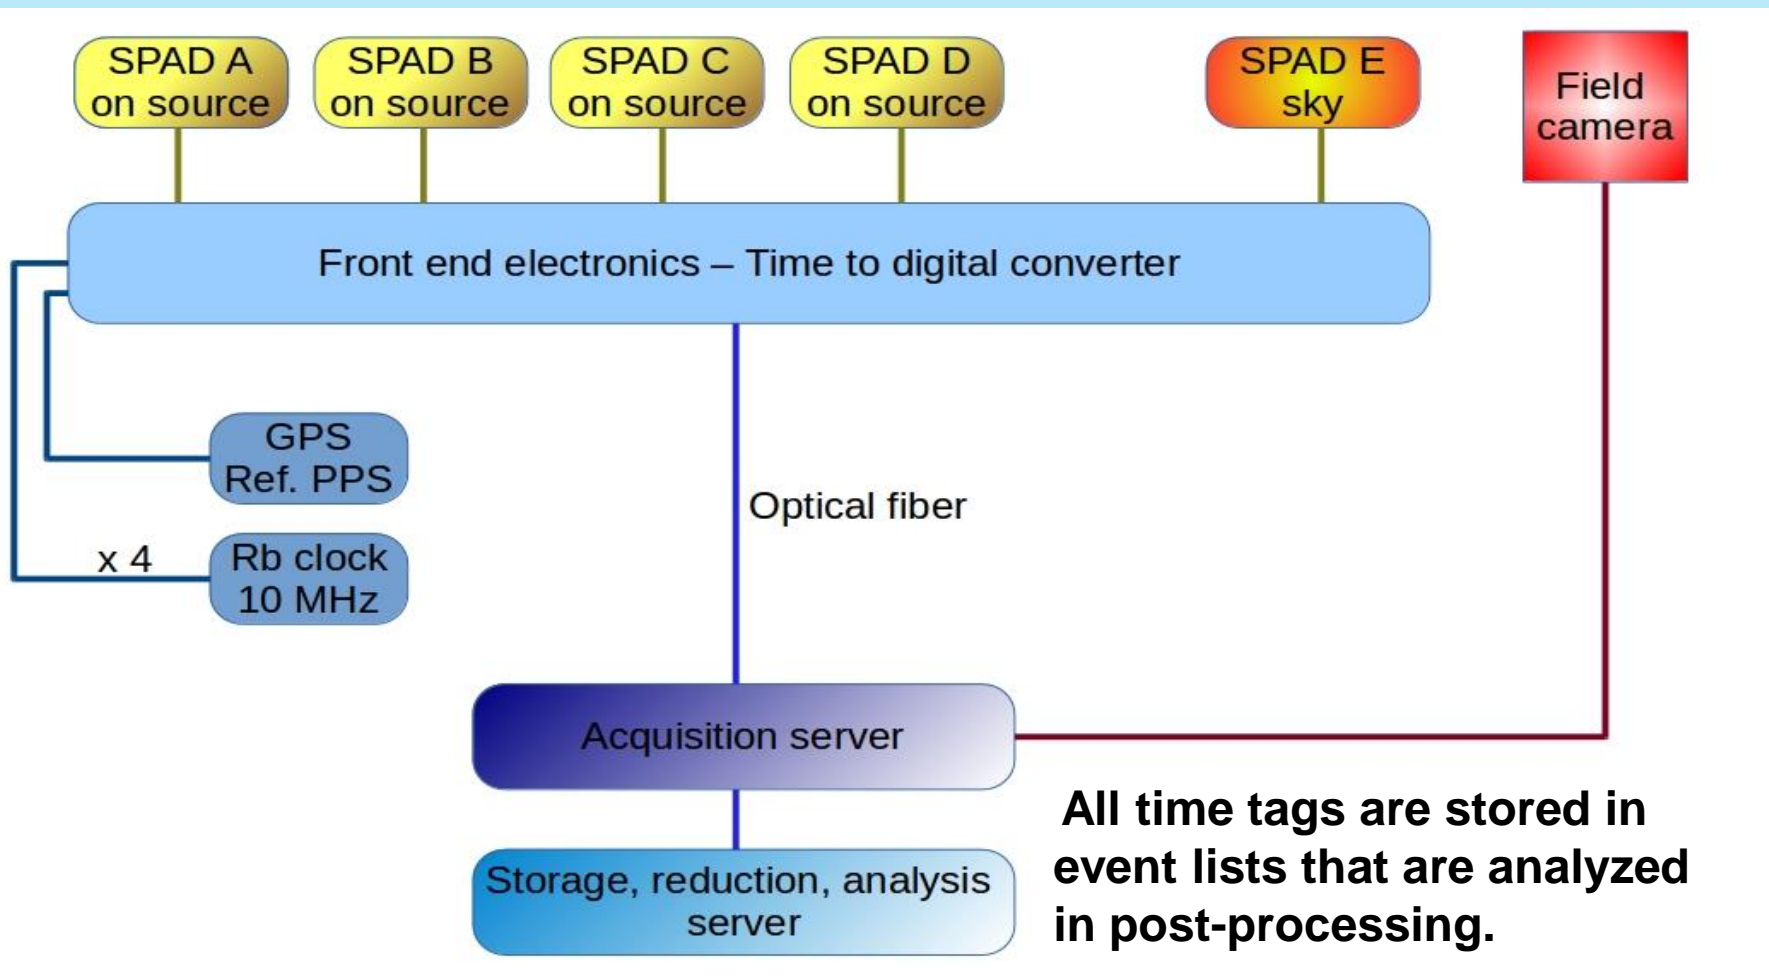 SPAD A
on source
SPAD B
on source
SPAD C
on source
SPAD D
on source
SPAD E
sky
Field
camera
Front end electronics – Time to digital converter
GPS
Ref. PPS
x 4
Rb clock
10 MHz
Optical fiber
Acquisition server
Storage, reduction, analysis
server
All time tags are stored in
event lists that are analyzed
in post-processing.